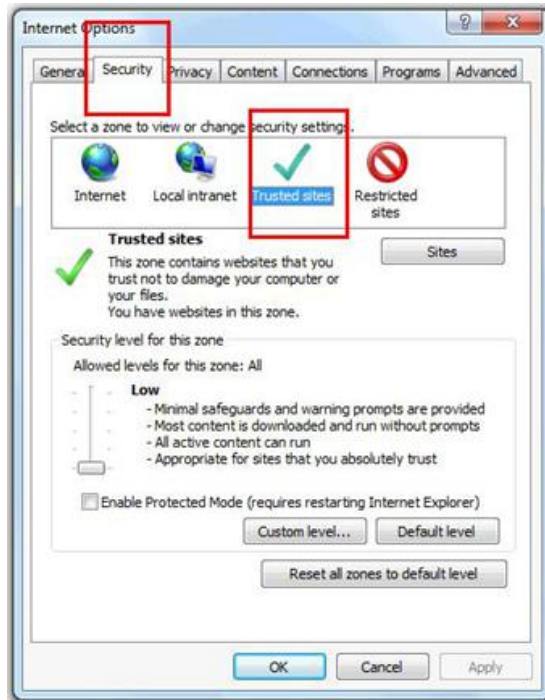 Internet Options
General Security Privacy Content Connections Programs Advanced
Select a zone to view or change security settings.
Internet Local intranet Trusted sites Restricted sites
Trusted sites
Sites
This zone contains websites that you
trust not to damage your computer or
your files.
You have websites in this zone.
Security level for this zone
Allowed levels for this zone: All
Low
- Minimal safeguards and warning prompts are provided
- Most content is downloaded and run without prompts
- All active content can run
- Appropriate for sites that you absolutely trust
Enable Protected Mode (requires restarting Internet Explorer)
Custom level... Default level
Reset all zones to default level
OK Cancel Apply